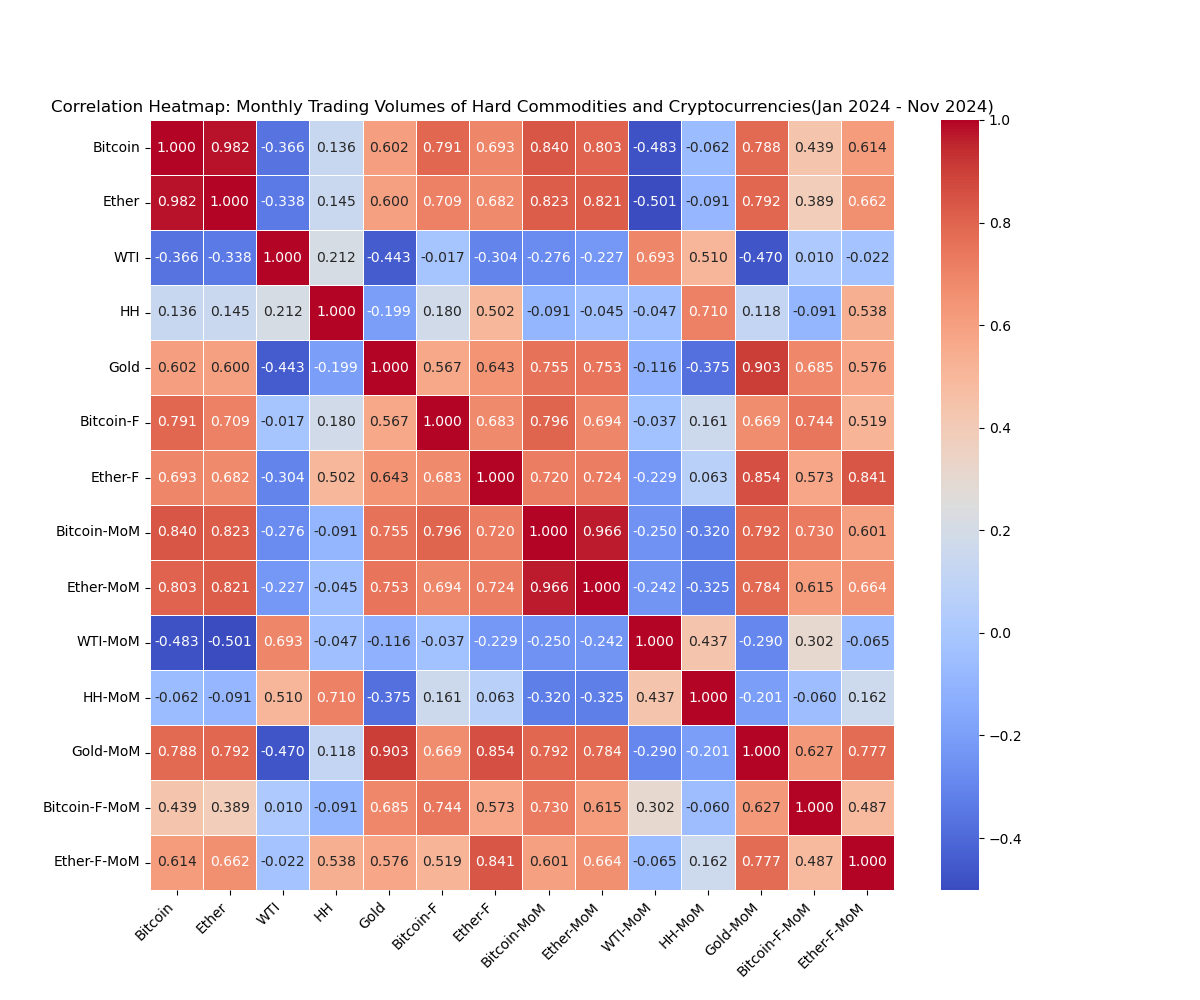 Correlation Heatmap: Monthly Trading Volumes of Hard Commodities and Cryptocurrencies(Jan 2024 - Nov 2024)
Bitcoin 1.000 0.982 -0.366 0.136 0.602 0.791 0.693 0.840 0.803 -0.483 -0.062 0.788 0.439 0.614
Ether 0.982 1.000 -0.338 0.145 0.600 0.709 0.682 0.823 0.821 -0.501 -0.091 0.792 0.389 0.662
WTI -0.366 -0.338 1.000 0.212 -0.443 -0.017 -0.304 -0.276 -0.227 0.693 0.510 -0.470 0.010 -0.022
HH 0.136 0.145 0.212 1.000 -0.199 0.180 0.502 -0.091 -0.045 -0.047 0.710 0.118 -0.091 0.538
Gold 0.602 0.600 -0.443 -0.199 1.000 0.567 0.643 0.755 0.753 -0.116 -0.375 0.903 0.685 0.576
Bitcoin-F 0.791 0.709 -0.017 0.180 0.567 1.000 0.683 0.796 0.694 -0.037 0.161 0.669 0.744 0.519
Ether-F 0.693 0.682 -0.304 0.502 0.643 0.683 1.000 0.720 0.724 -0.229 0.063 0.854 0.573 0.841
Bitcoin-MoM 0.840 0.823 -0.276 -0.091 0.755 0.796 0.720 1.000 0.966 -0.250 -0.320 0.792 0.730 0.601
Ether-MoM 0.803 0.821 -0.227 -0.045 0.753 0.694 0.724 0.966 1.000 -0.242 -0.325 0.784 0.615 0.664
WTI-MoM -0.483 -0.501 0.693 -0.047 -0.116 -0.037 -0.229 -0.250 -0.242 1.000 0.437 -0.290 0.302 -0.065
HH-MoM -0.062 -0.091 0.510 0.710 -0.375 0.161 0.063 -0.320 -0.325 0.437 1.000 -0.201 -0.060 0.162
Gold-MoM 0.788 0.792 -0.470 0.118 0.903 0.669 0.854 0.792 0.784 -0.290 -0.201 1.000 0.627 0.777
Bitcoin-F-MoM 0.439 0.389 0.010 -0.091 0.685 0.744 0.573 0.730 0.615 0.302 -0.060 0.627 1.000 0.487
Ether-F-MoM 0.614 0.662 -0.022 0.538 0.576 0.519 0.841 0.601 0.664 -0.065 0.162 0.777 0.487 1.000
Bitcoin Ether WTI HH Gold Bitcoin-F Ether-F Bitcoin-MoM Ether-MoM WTI-MoM HH-MoM Gold-MoM Bitcoin-F-MoM Ether-F-MoM
1.0
0.8
0.6
0.4
0.2
0.0
−0.2
−0.4